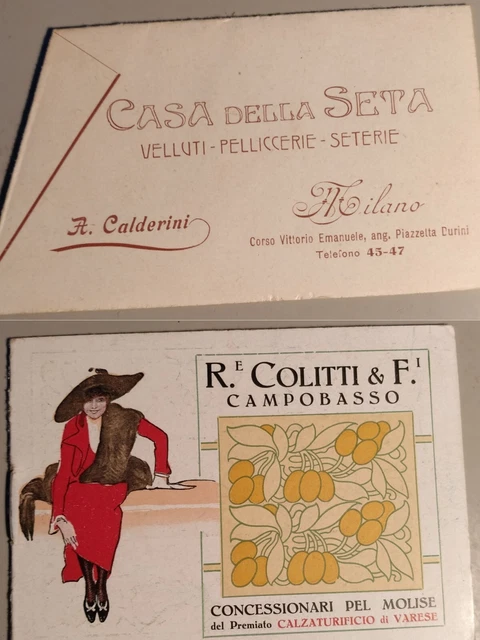 CASA DELLA SETA
VELLUTI - PELLICCERIE - SETERIE
Milano
A. Calderini
Corso Vittorio Emanuele, ang. Piazzetta Durini
Telefono 45-47
R.E COLITTI & F.I
CAMPOBASSO
CONCESSIONARI PEL MOLISE
del Premiato CALZATURIFICIO di VARESE